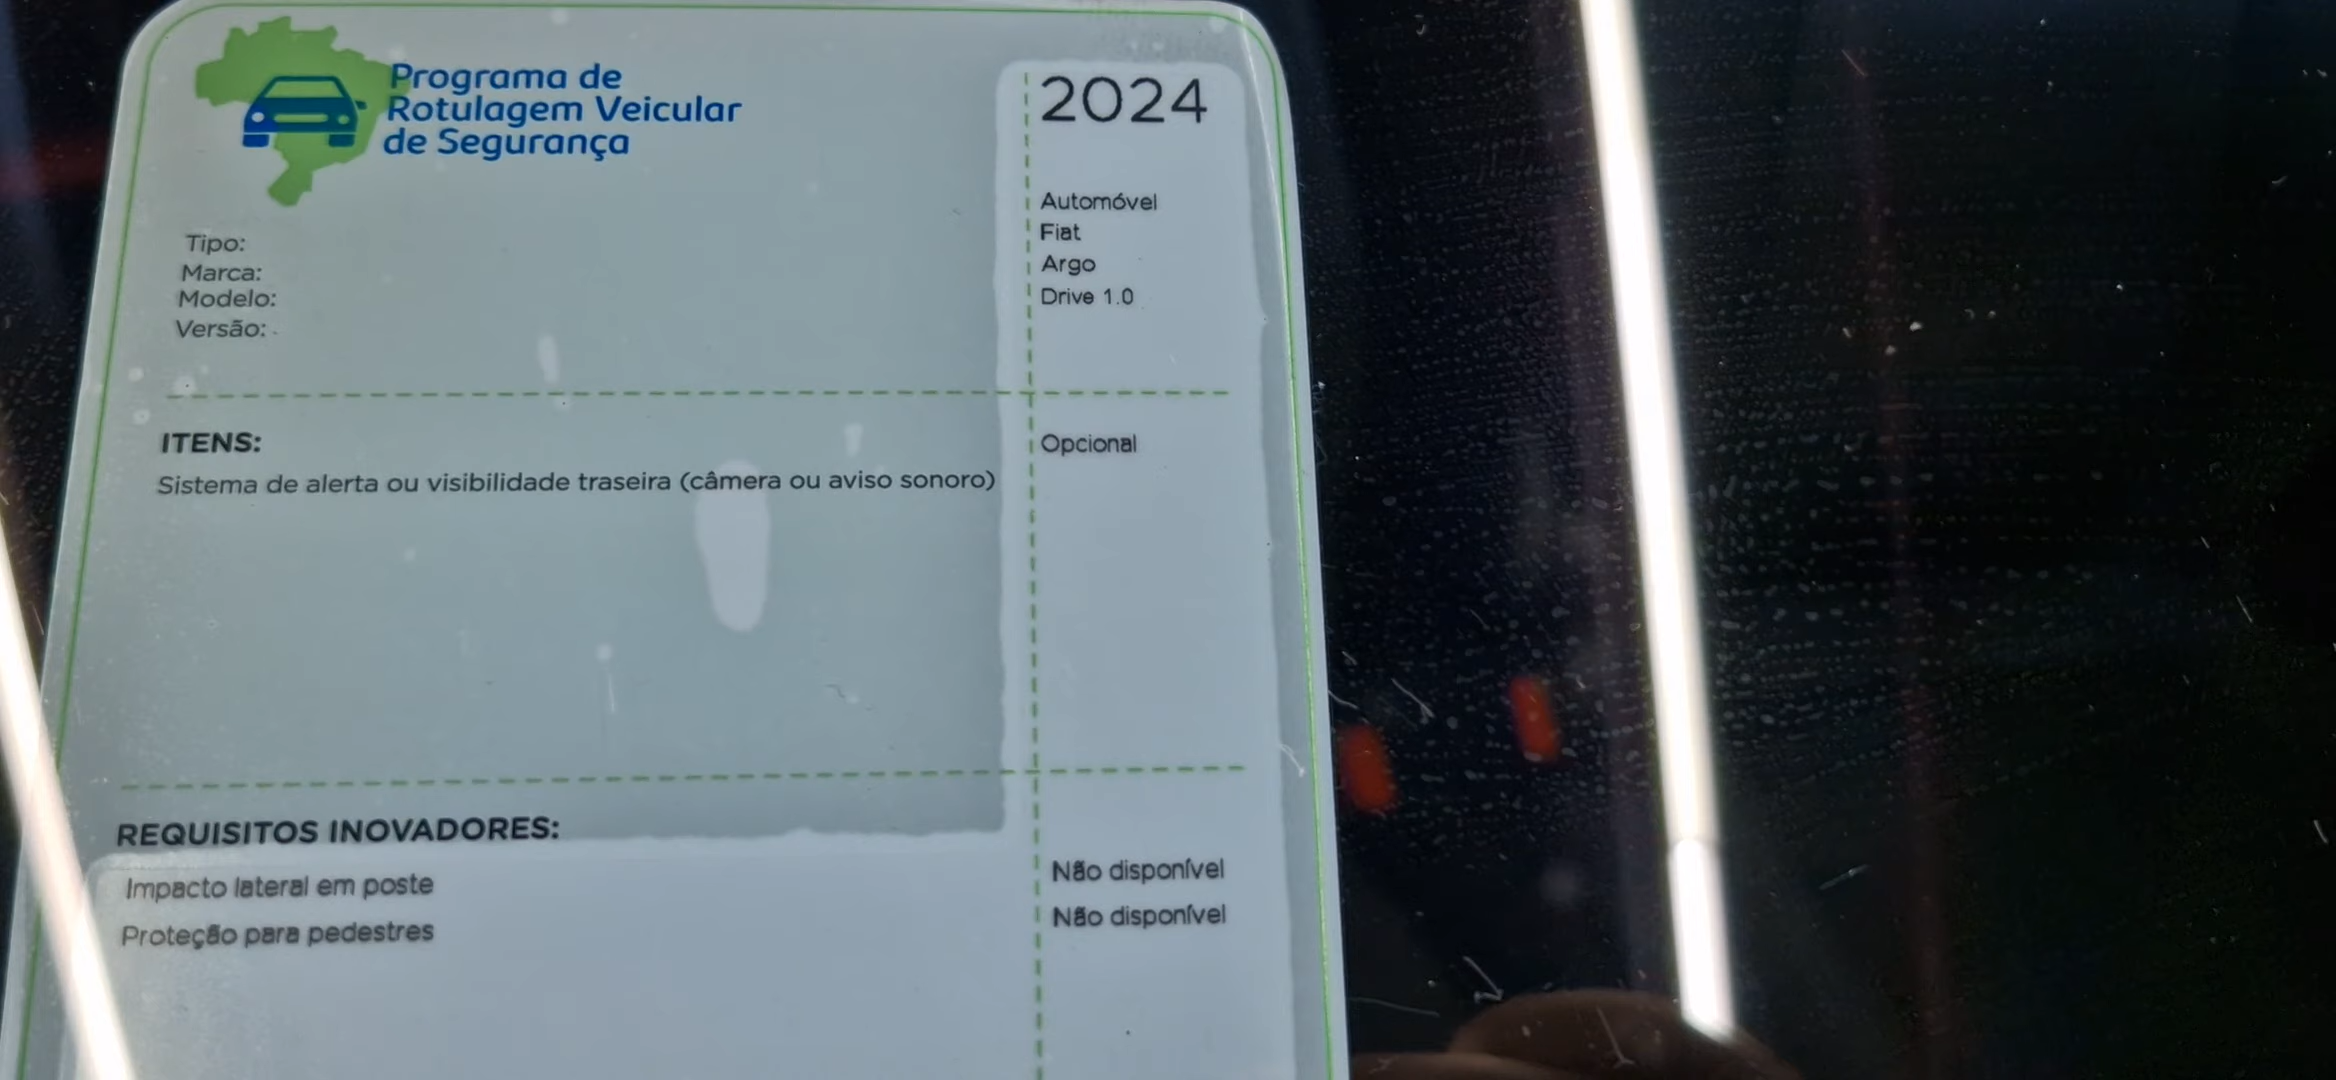 Programa de
Rotulagem Veicular
de Segurança
2024
Tipo:
Automóvel
Marca:
Fiat
Modelo:
Argo
Versão:
Drive 1.0
ITENS:
Opcional
Sistema de alerta ou visibilidade traseira (câmera ou aviso sonoro)
REQUISITOS INOVADORES:
Impacto lateral em poste
Não disponível
Proteção para pedestres
Não disponível